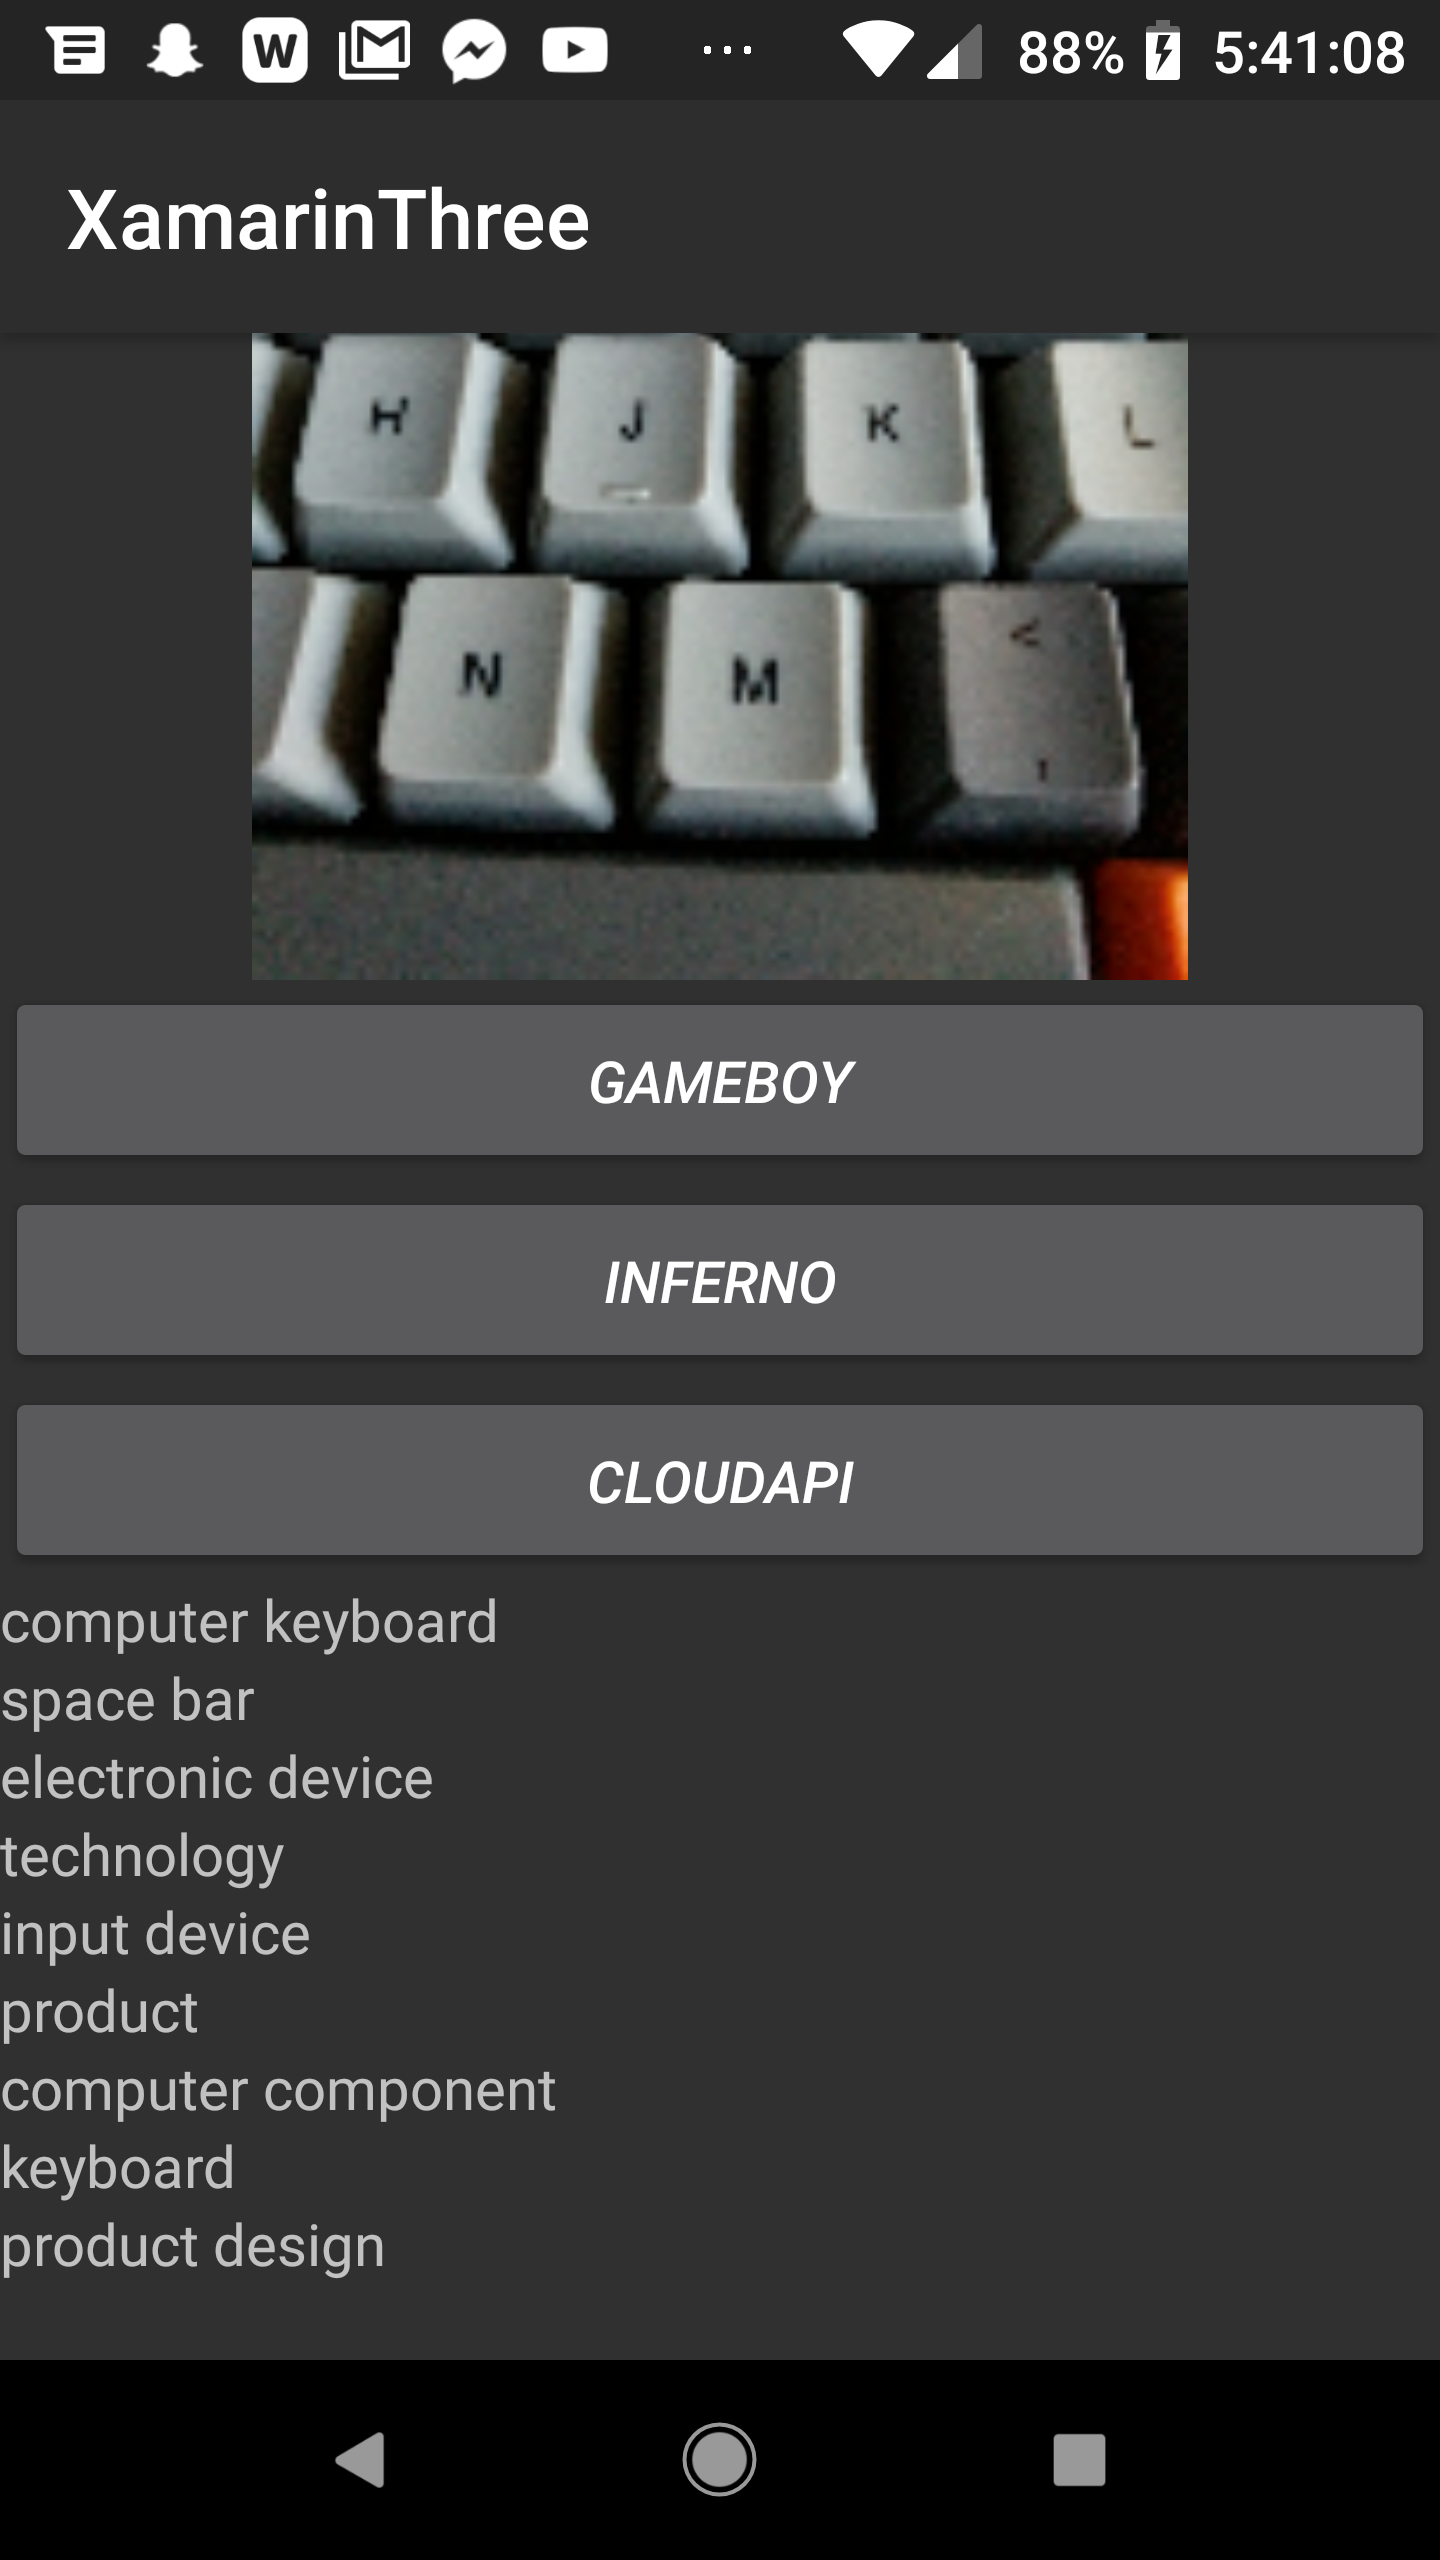 W
88% 5:41:08
XamarinThree
H J K L
N M <
,
GAMEBOY
INFERNO
CLOUDAPI
computer keyboard
space bar
electronic device
technology
input device
product
computer component
keyboard
product design